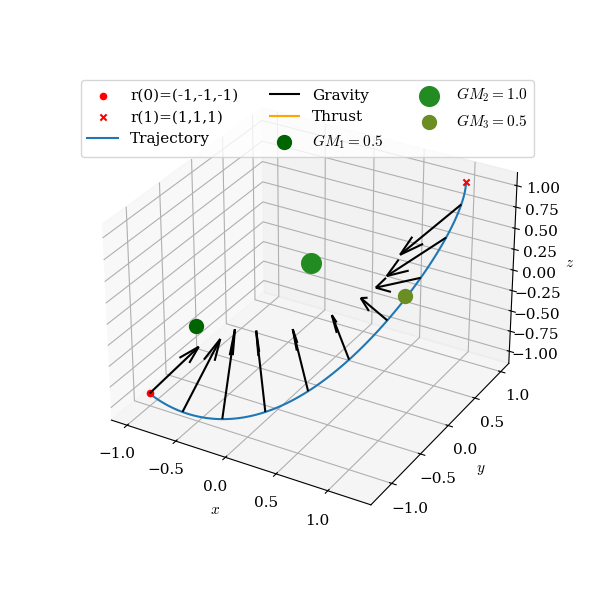 r(0)=(-1,-1,-1)
r(1)=(1,1,1)
Trajectory
Gravity
Thrust
GM₁ = 0.5
GM₂ = 1.0
GM₃ = 0.5
1.00
0.75
0.50
0.25
0.00
−0.25
−0.50
−0.75
−1.00
z
1.0
0.5
0.0
−0.5
−1.0
y
−1.0
−0.5
0.0
0.5
1.0
x